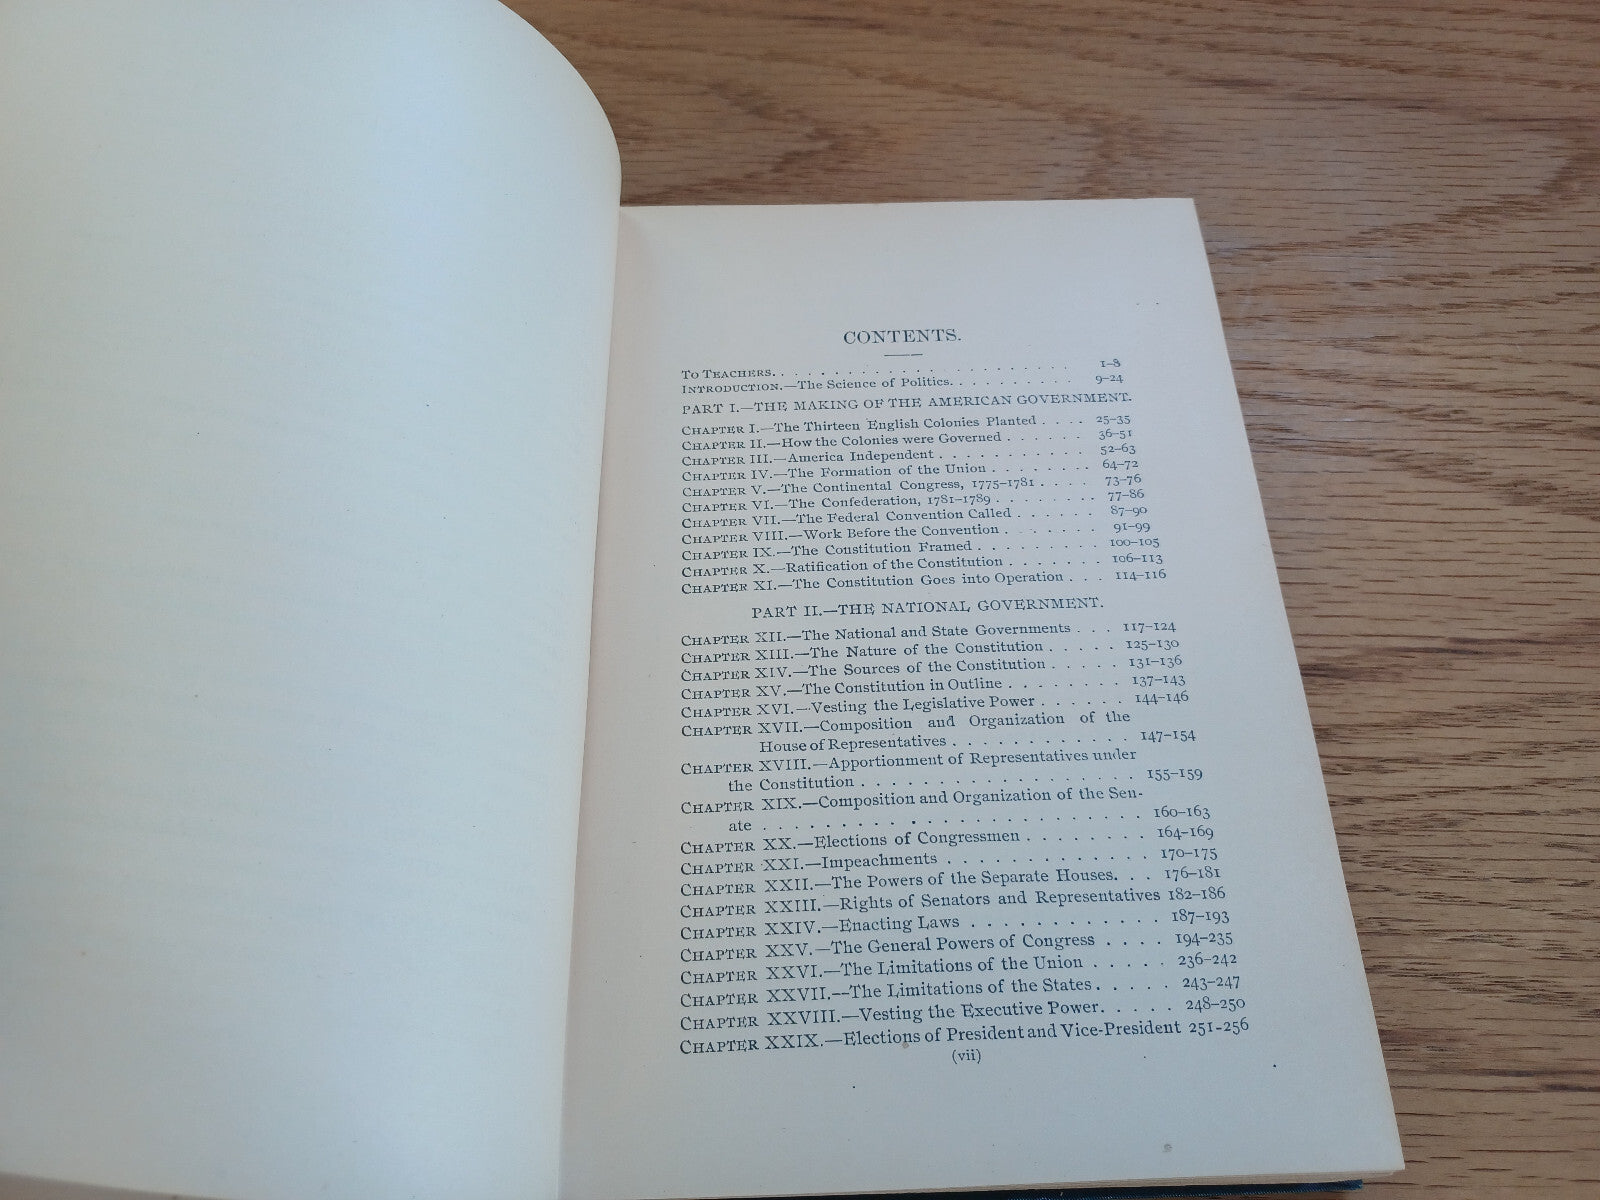 CONTENTS.
TO TEACHERS. . . . . . . . . . . . . . . . . . . . . . . 1-8
INTRODUCTION.—The Science of Politics. . . . . . . . . . 9-24
PART I.—THE MAKING OF THE AMERICAN GOVERNMENT.
CHAPTER I.—The Thirteen English Colonies Planted . . . . 25-35
CHAPTER II.—How the Colonies were Governed . . . . . . 36-51
CHAPTER III.—America Independent . . . . . . . . . . . 52-63
CHAPTER IV.—The Formation of the Union . . . . . . . . 64-72
CHAPTER V.—The Continental Congress, 1775-1781 . . . . 73-76
CHAPTER VI.—The Confederation, 1781-1789 . . . . . . . . 77-86
CHAPTER VII.—The Federal Convention Called . . . . . . 87-90
CHAPTER VIII.—Work Before the Convention . . . . . . . 91-99
CHAPTER IX.—The Constitution Framed . . . . . . . . . 100-105
CHAPTER X.—Ratification of the Constitution . . . . . . . 106-113
CHAPTER XI.—The Constitution Goes into Operation . . . 114-116
PART II.—THE NATIONAL GOVERNMENT.
CHAPTER XII.—The National and State Governments . . . 117-124
CHAPTER XIII.—The Nature of the Constitution . . . . . 125-130
CHAPTER XIV.—The Sources of the Constitution . . . . . 131-136
CHAPTER XV.—The Constitution in Outline . . . . . . . . 137-143
CHAPTER XVI.—Vesting the Legislative Power . . . . . . 144-146
CHAPTER XVII.—Composition and Organization of the
House of Representatives . . . . . . . . . . . . 147-154
CHAPTER XVIII.—Apportionment of Representatives under
the Constitution . . . . . . . . . . . . . . . . . 155-159
CHAPTER XIX.—Composition and Organization of the Sen-
ate . . . . . . . . . . . . . . . . . . . . . . . 160-163
CHAPTER XX.—Elections of Congressmen . . . . . . . . 164-169
CHAPTER XXI.—Impeachments . . . . . . . . . . . . . 170-175
CHAPTER XXII.—The Powers of the Separate Houses. . . 176-181
CHAPTER XXIII.—Rights of Senators and Representatives 182-186
CHAPTER XXIV.—Enacting Laws . . . . . . . . . . . . 187-193
CHAPTER XXV.—The General Powers of Congress . . . . 194-235
CHAPTER XXVI.—The Limitations of the Union . . . . . 236-242
CHAPTER XXVII.—The Limitations of the States . . . . . 243-247
CHAPTER XXVIII.—Vesting the Executive Power. . . . . 248-250
CHAPTER XXIX.—Elections of President and Vice-President 251-256
(vii)